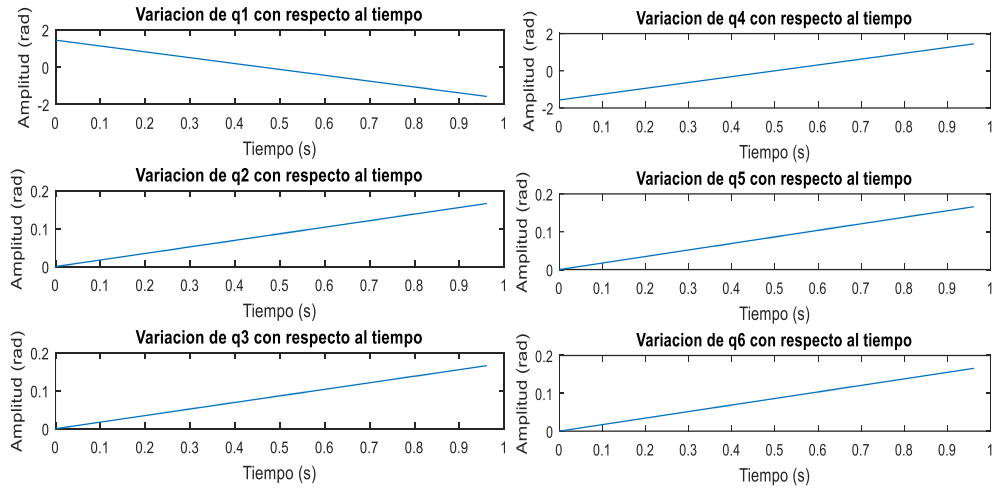 Variacion de q1 con respecto al tiempo
Amplitud (rad)
2
0
-2
0 0.1 0.2 0.3 0.4 0.5 0.6 0.7 0.8 0.9 1
Tiempo (s)
Variacion de q4 con respecto al tiempo
Amplitud (rad)
2
0
-2
0 0.1 0.2 0.3 0.4 0.5 0.6 0.7 0.8 0.9 1
Tiempo (s)
Variacion de q2 con respecto al tiempo
Amplitud (rad)
0.2
0.1
0
0 0.1 0.2 0.3 0.4 0.5 0.6 0.7 0.8 0.9 1
Tiempo (s)
Variacion de q5 con respecto al tiempo
Amplitud (rad)
0.2
0.1
0
0 0.1 0.2 0.3 0.4 0.5 0.6 0.7 0.8 0.9 1
Tiempo (s)
Variacion de q3 con respecto al tiempo
Amplitud (rad)
0.2
0.1
0
0 0.1 0.2 0.3 0.4 0.5 0.6 0.7 0.8 0.9 1
Tiempo (s)
Variacion de q6 con respecto al tiempo
Amplitud (rad)
0.2
0.1
0
0 0.1 0.2 0.3 0.4 0.5 0.6 0.7 0.8 0.9 1
Tiempo (s)